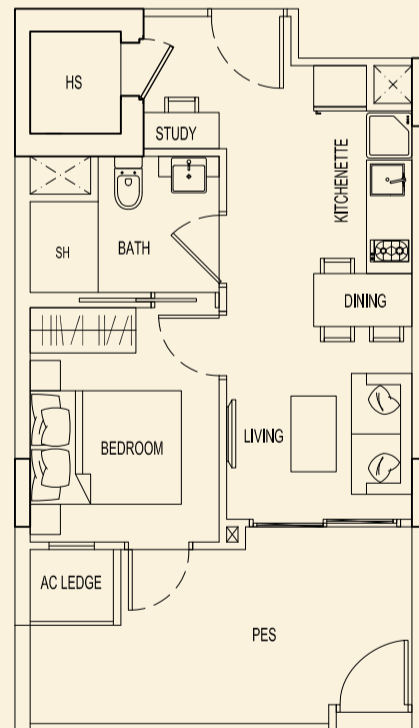 HS
STUDY
KITCHENETTE
SH
BATH
DINING
LIVING
BEDROOM
AC LEDGE
PES